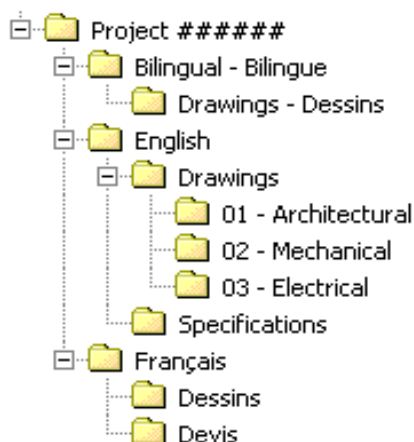 Project ######
Bilingual - Bilingue
Drawings - Dessins
English
Drawings
01 - Architectural
02 - Mechanical
03 - Electrical
Specifications
Français
Dessins
Devis